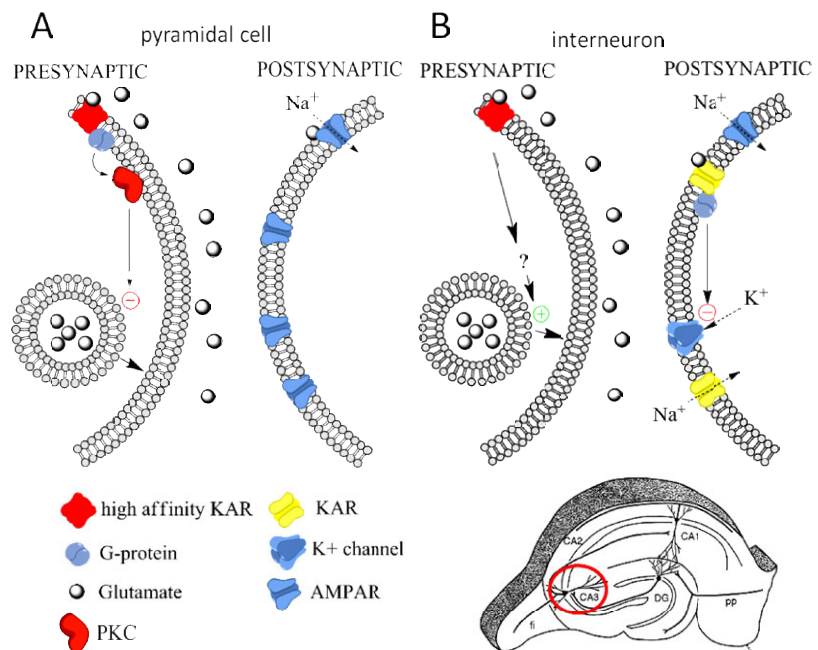 A
pyramidal cell
PRESYNAPTIC
POSTSYNAPTIC
Na+
−
B
interneuron
PRESYNAPTIC
POSTSYNAPTIC
Na+
?
+
−
K+
Na+
high affinity KAR
KAR
G-protein
K+ channel
Glutamate
AMPAR
PKC
CA2
CA1
CA3
DG
pp
fi